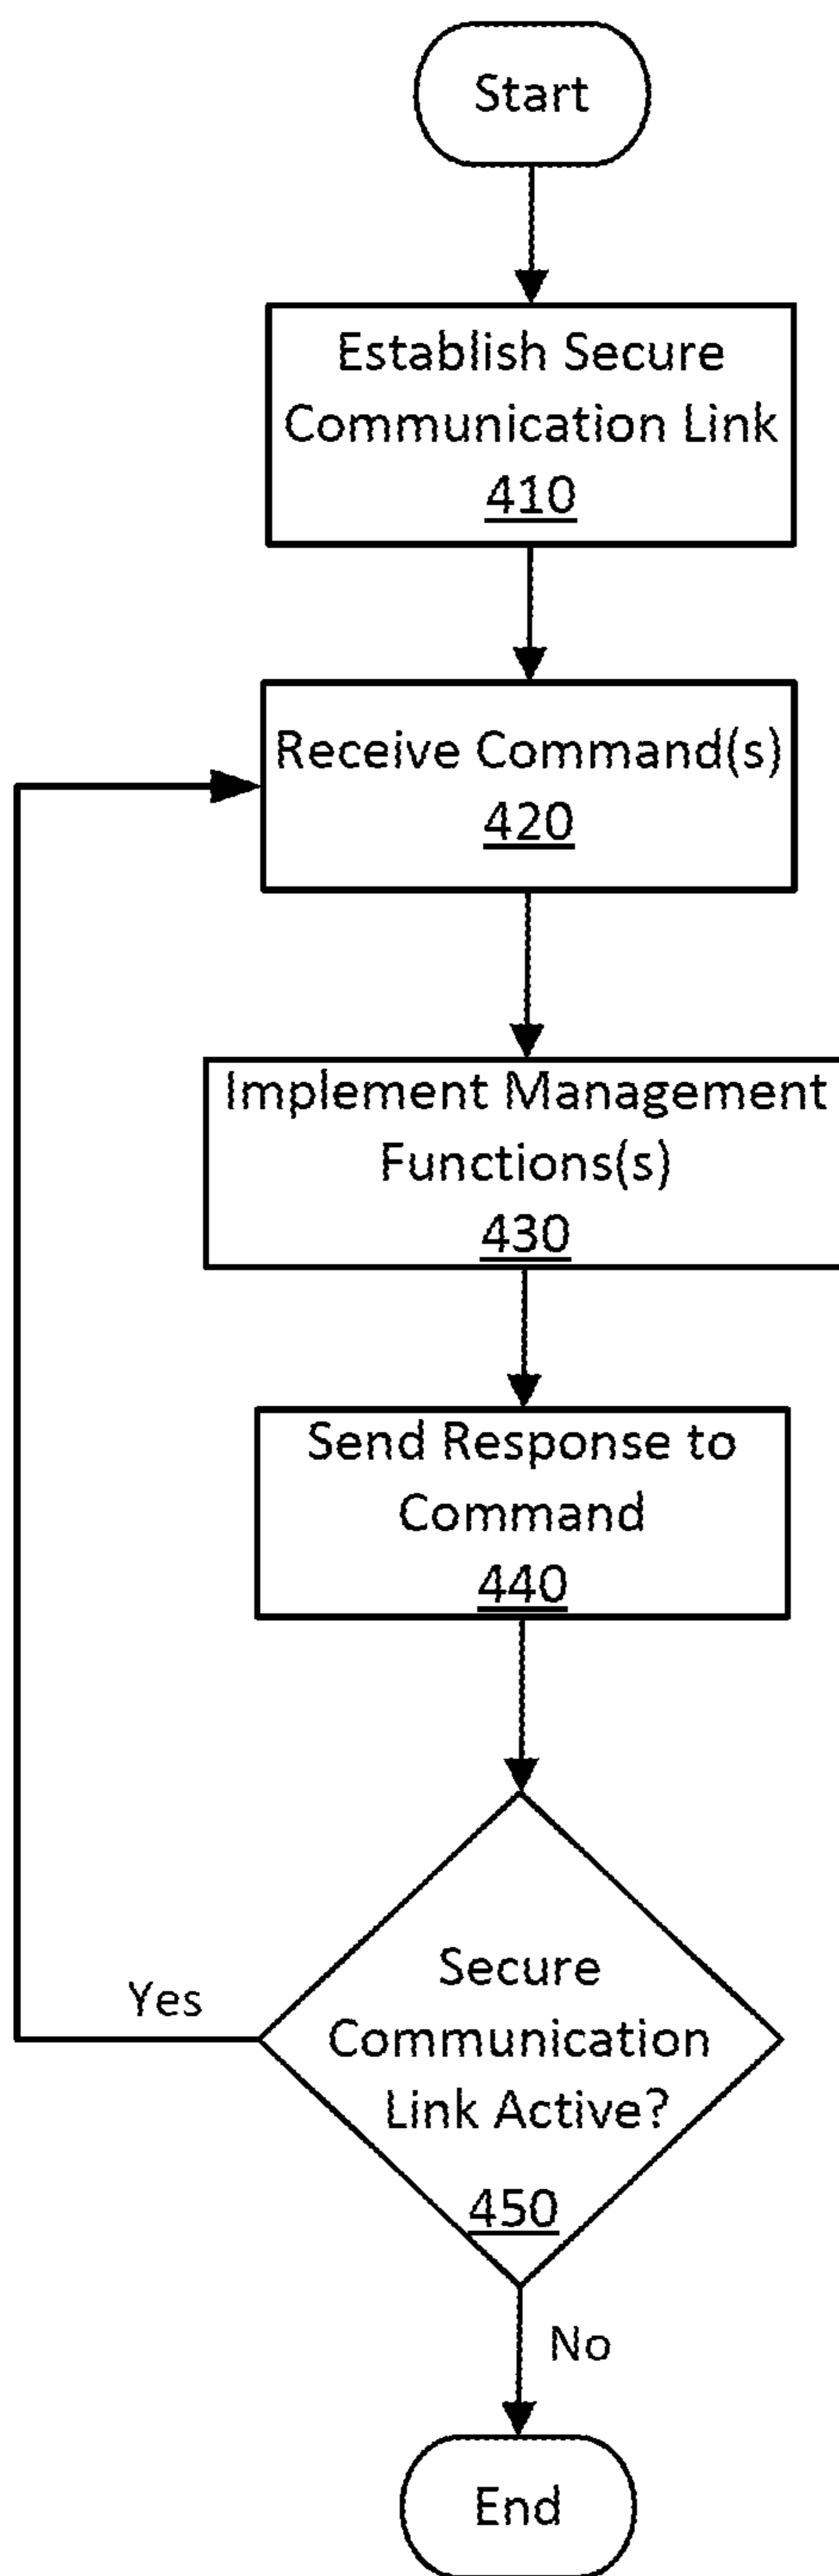 Start
Establish Secure
Communication Link
410
Receive Command(s)
420
Implement Management
Functions(s)
430
Send Response to
Command
440
Secure
Communication
Link Active?
450
Yes
No
End